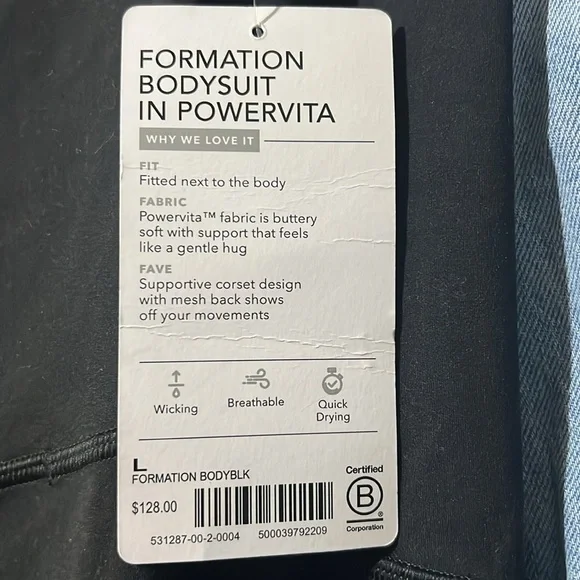 FORMATION
BODYSUIT
IN POWERVITA
WHY WE LOVE IT
FIT
Fitted next to the body
FABRIC
Powervita™ fabric is buttery
soft with support that feels
like a gentle hug
FAVE
Supportive corset design
with mesh back shows
off your movements
Wicking
Breathable
Quick
Drying
L
FORMATION BODYBLK
$128.00
531287-00-2-0004 500039792209
Certified
B
®
Corporation